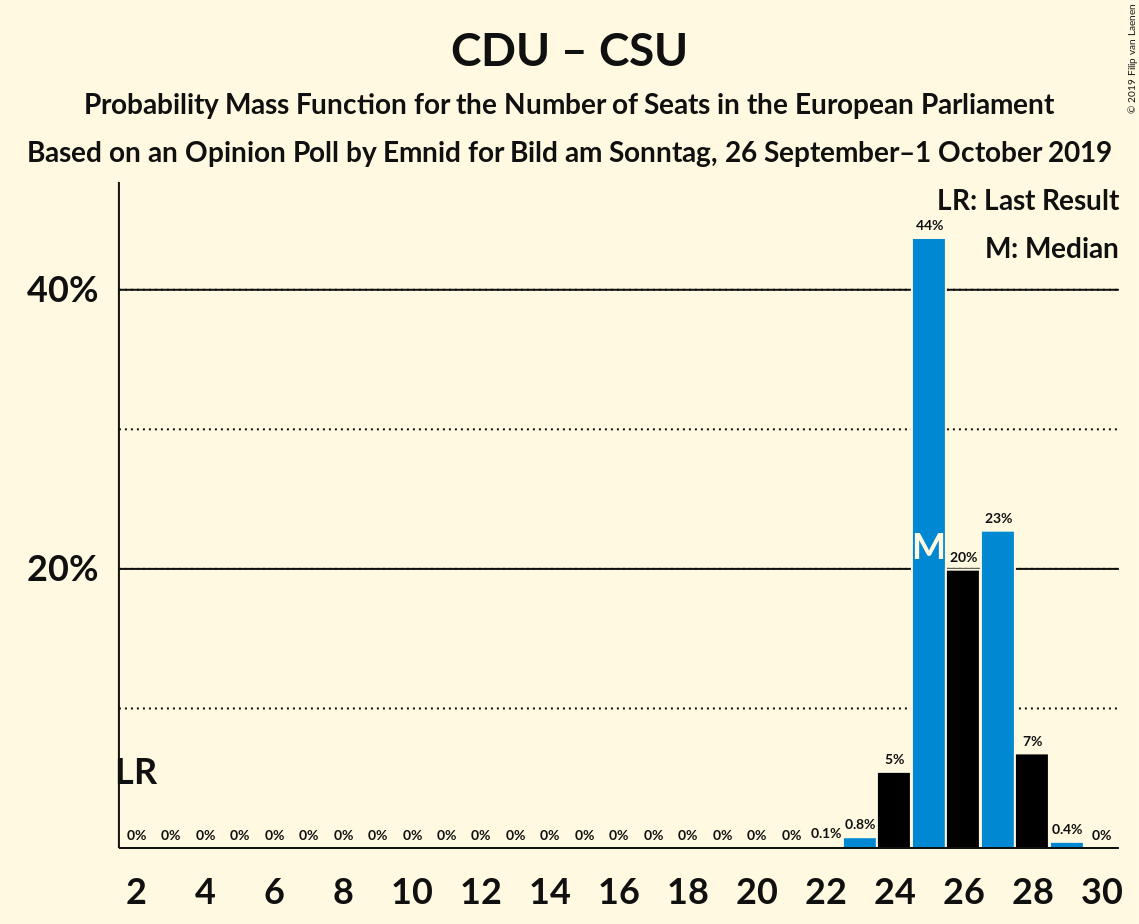 CDU – CSU
Probability Mass Function for the Number of Seats in the European Parliament
Based on an Opinion Poll by Emnid for Bild am Sonntag, 26 September–1 October 2019
© 2019 Filip van Laenen
LR: Last Result
M: Median
40%
20%
44%
M
20%
23%
5%
7%
LR
0% 0% 0% 0% 0% 0% 0% 0% 0% 0% 0% 0% 0% 0% 0% 0% 0% 0% 0% 0% 0.1% 0.8% 0.4% 0%
2 4 6 8 10 12 14 16 18 20 22 24 26 28 30